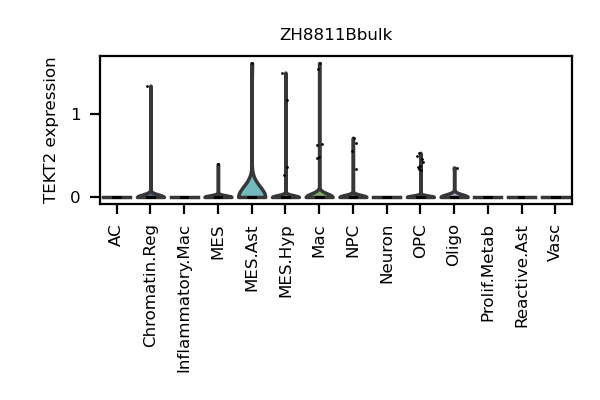 ZH8811Bbulk
TEKT2 expression
1
0
AC
Chromatin.Reg
Inflammatory.Mac
MES
MES.Ast
MES.Hyp
Mac
NPC
Neuron
OPC
Oligo
Prolif.Metab
Reactive.Ast
Vasc